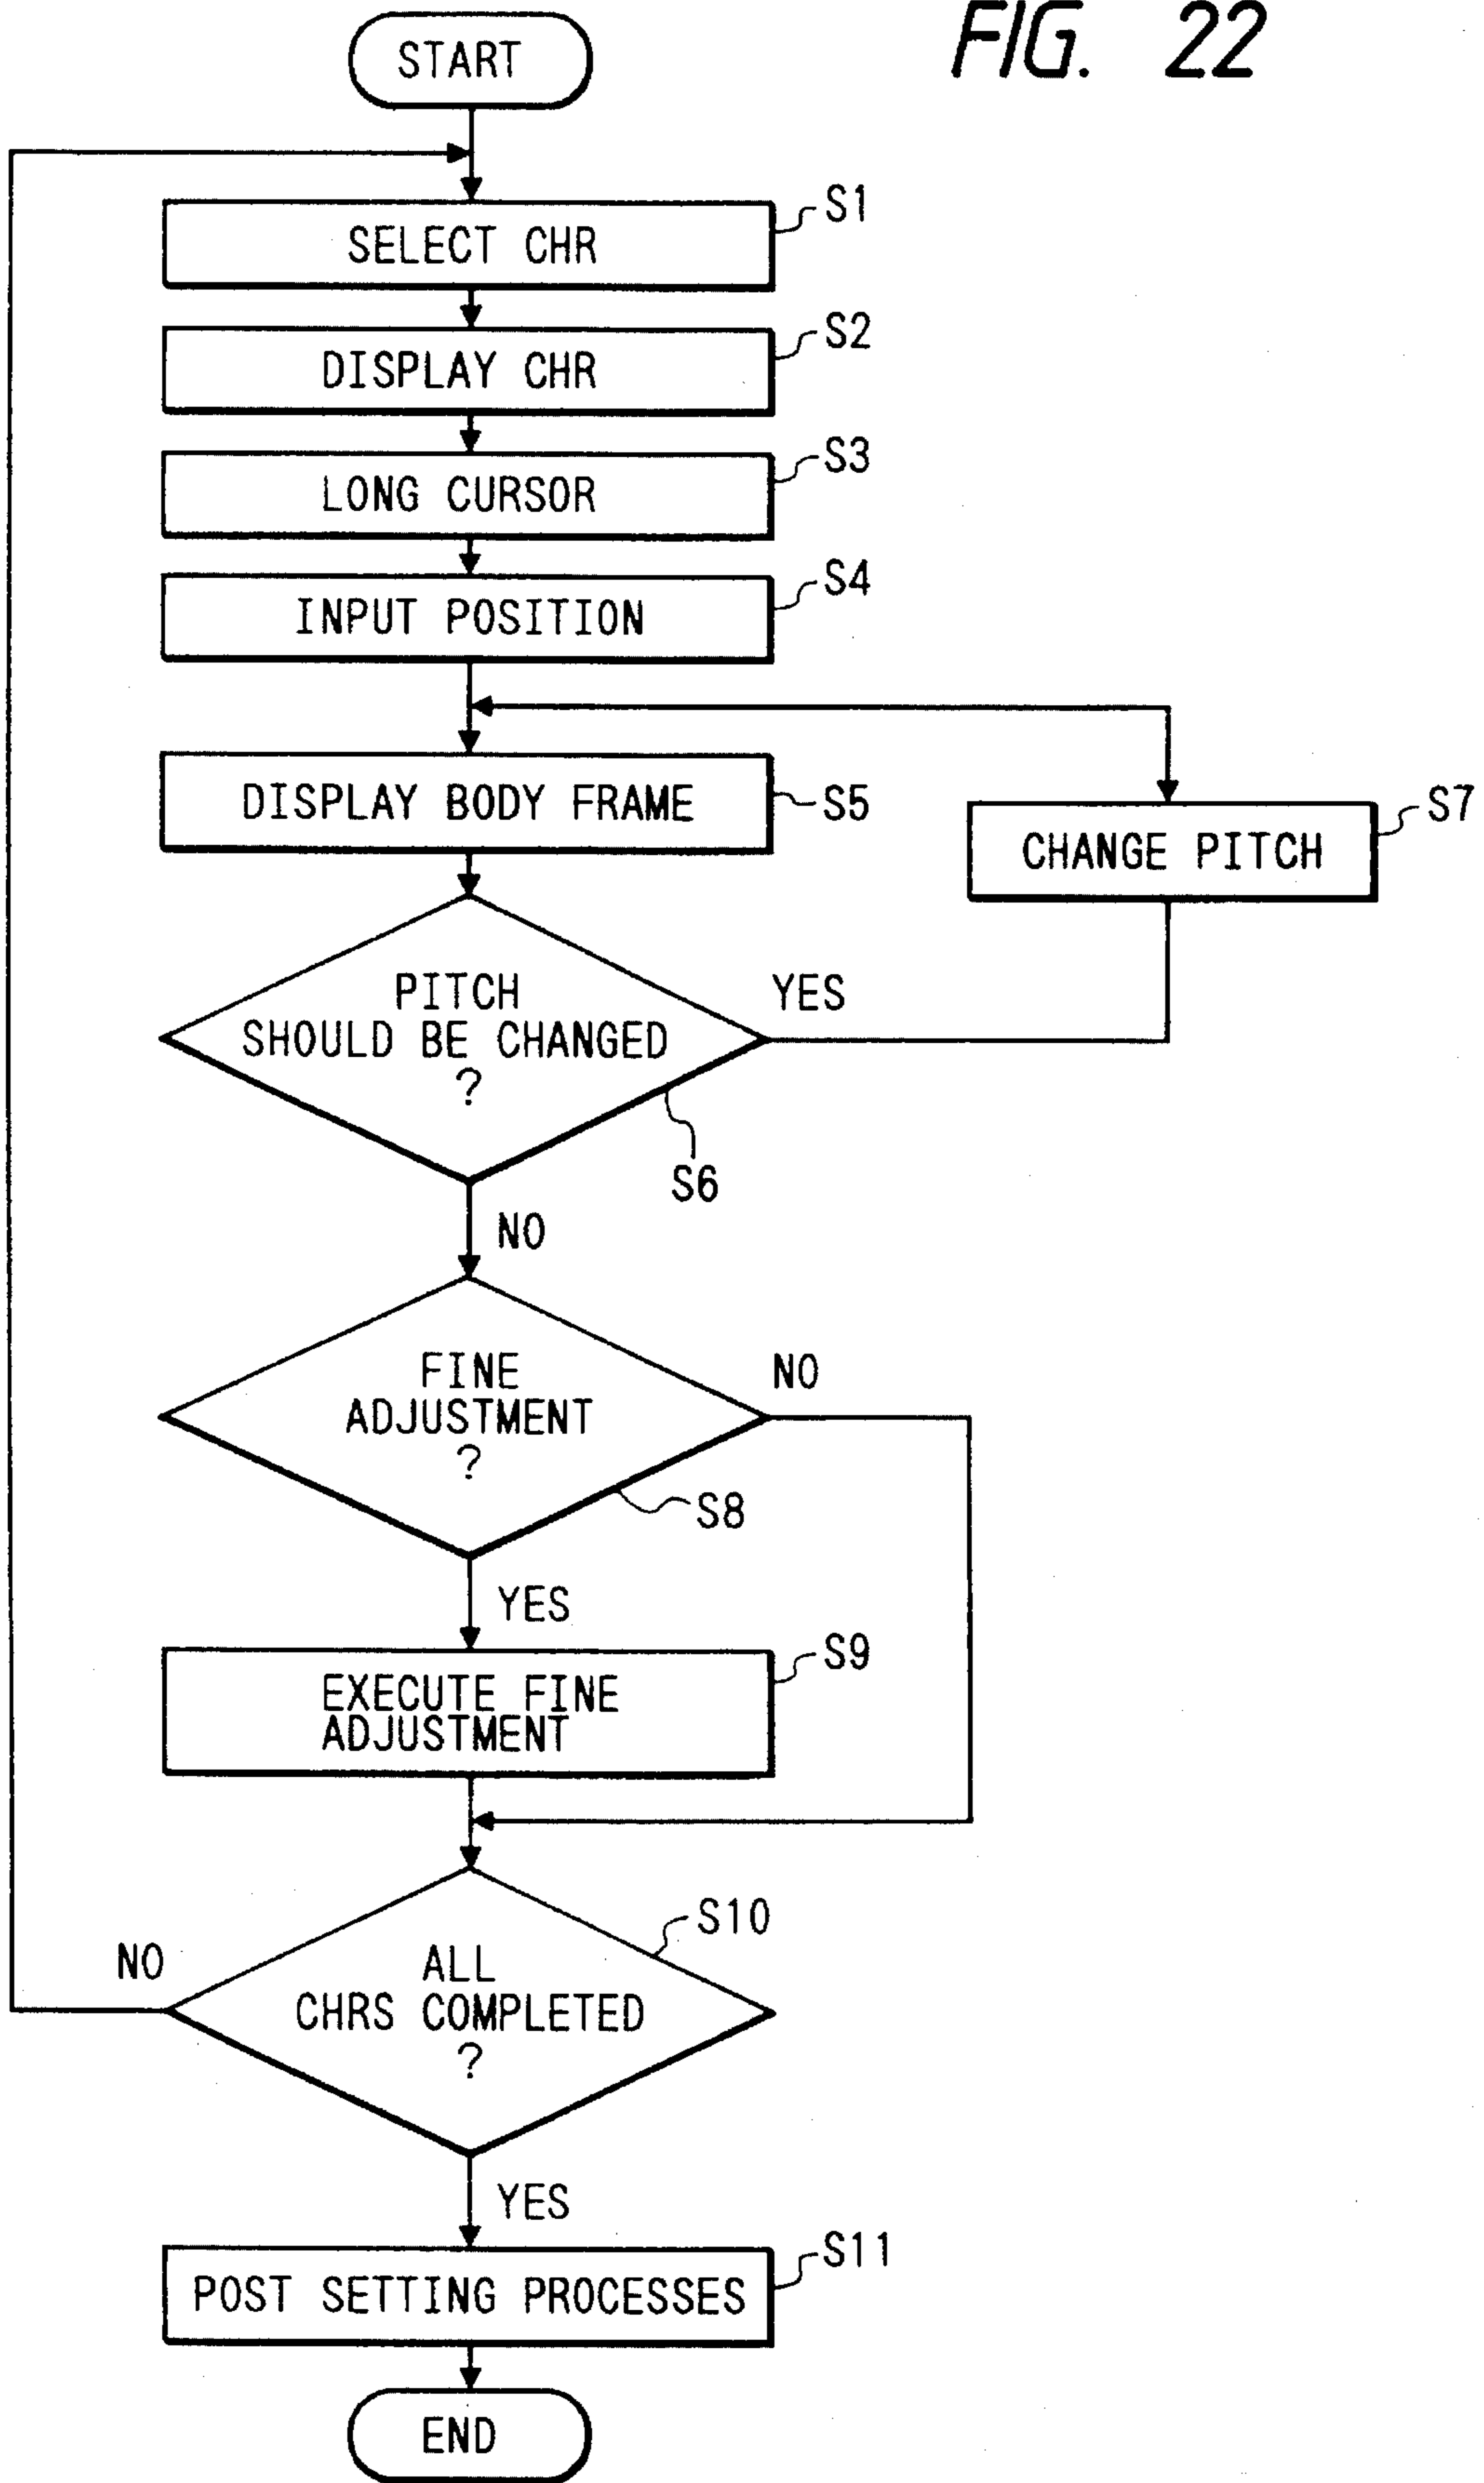 FIG. 22
START
S1
SELECT CHR
S2
DISPLAY CHR
S3
LONG CURSOR
S4
INPUT POSITION
DISPLAY BODY FRAME
S5
S7
CHANGE PITCH
PITCH
SHOULD BE CHANGED
?
YES
S6
NO
FINE
ADJUSTMENT
?
NO
S8
YES
S9
EXECUTE FINE
ADJUSTMENT
S10
NO
ALL
CHRS COMPLETED
?
YES
S11
POST SETTING PROCESSES
END